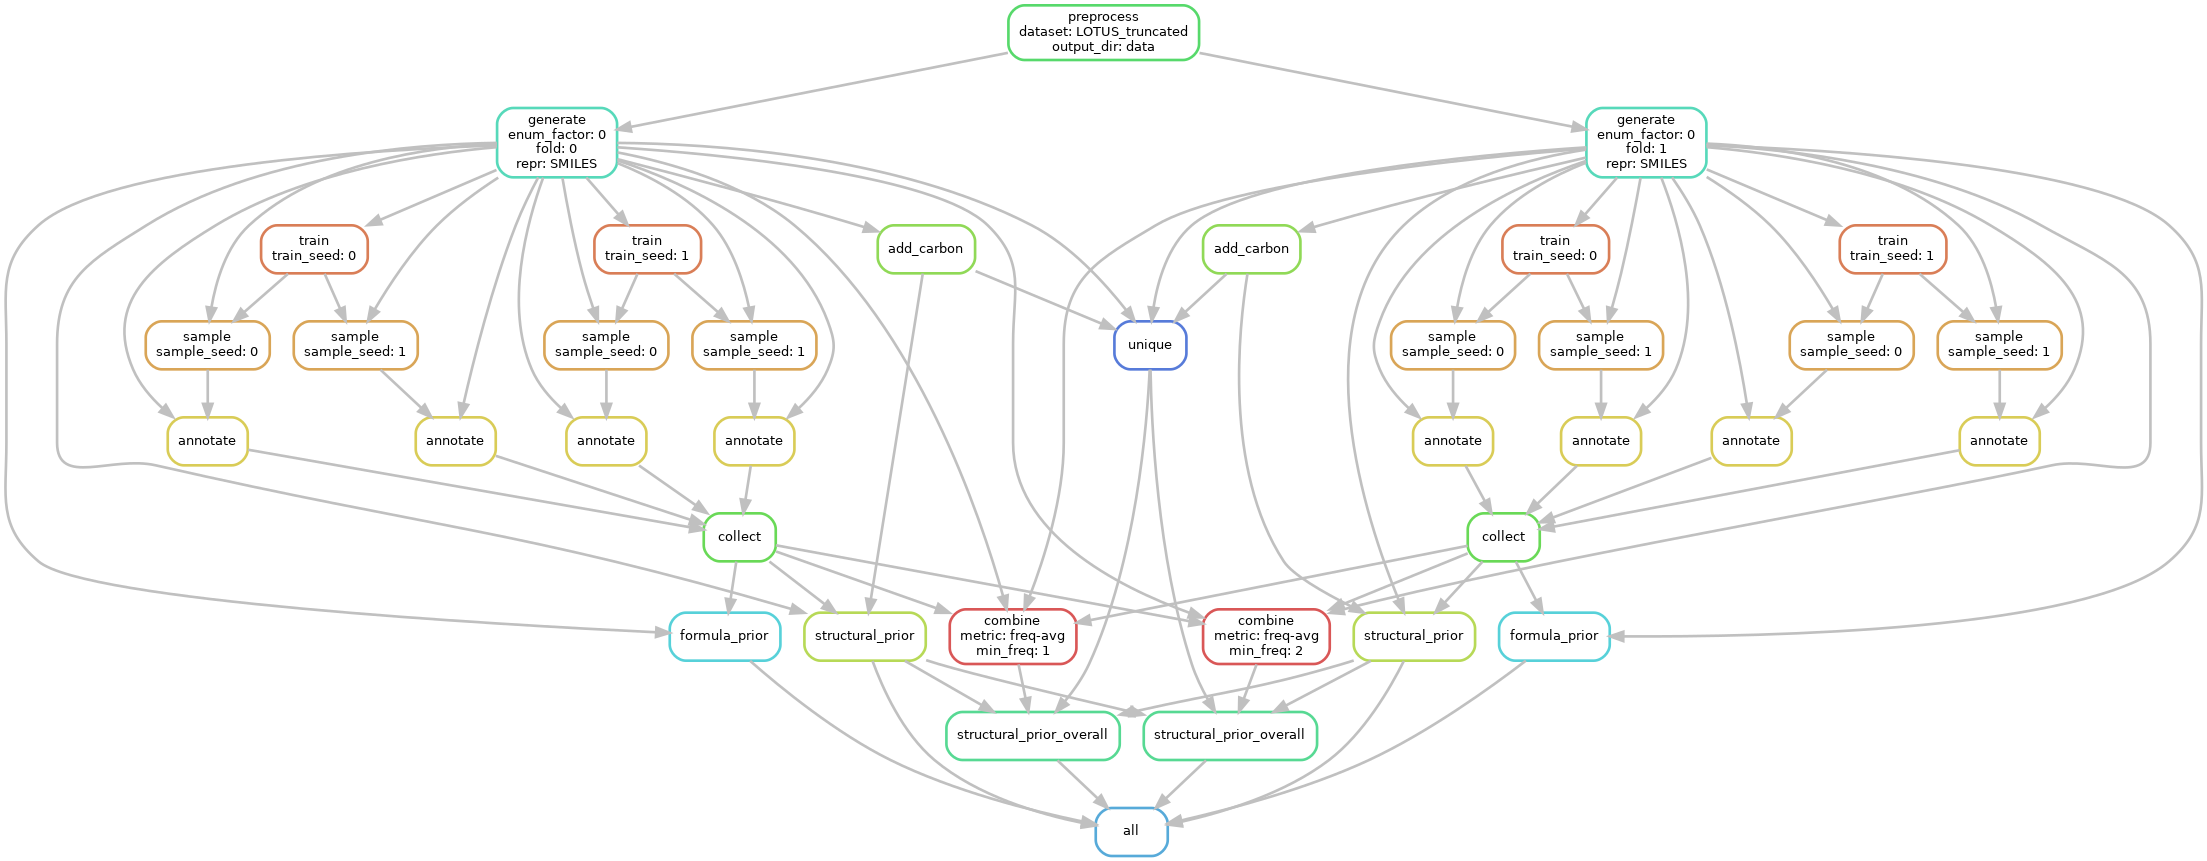 preprocess
dataset: LOTUS_truncated
output_dir: data
generate
enum_factor: 0
fold: 0
repr: SMILES
generate
enum_factor: 0
fold: 1
repr: SMILES
train
train_seed: 0
train
train_seed: 1
add_carbon
add_carbon
train
train_seed: 0
train
train_seed: 1
sample
sample_seed: 0
sample
sample_seed: 1
sample
sample_seed: 0
sample
sample_seed: 1
unique
sample
sample_seed: 0
sample
sample_seed: 1
sample
sample_seed: 0
sample
sample_seed: 1
annotate
annotate
annotate
annotate
annotate
annotate
annotate
annotate
collect
collect
formula_prior
structural_prior
combine
metric: freq-avg
min_freq: 1
combine
metric: freq-avg
min_freq: 2
structural_prior
formula_prior
structural_prior_overall
structural_prior_overall
all